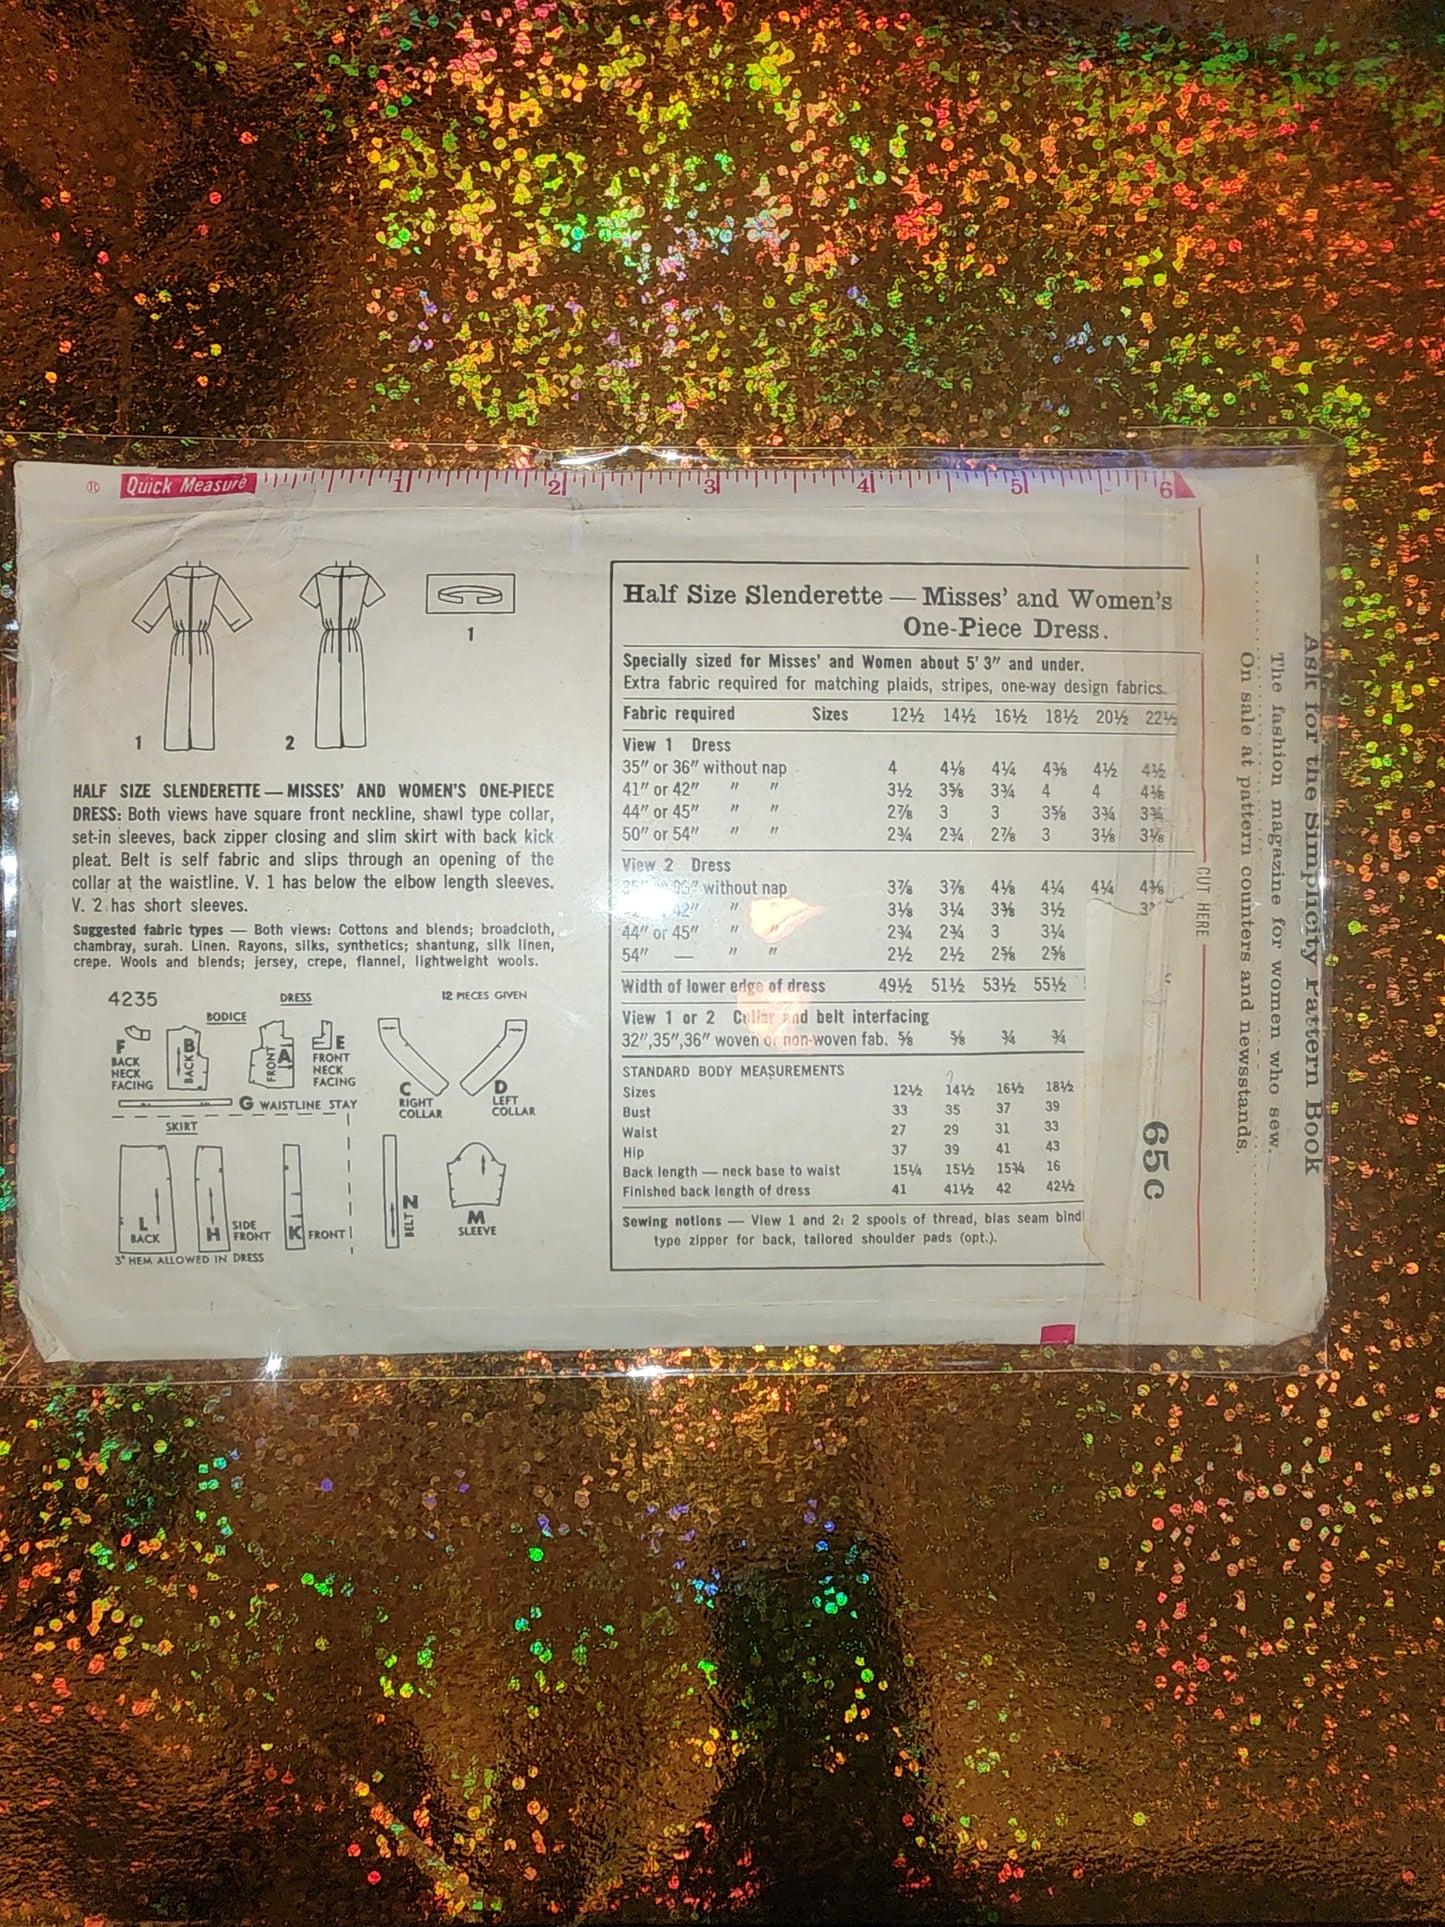 Quick Measure 1 2 3 4 5 6
1 2 1
HALF SIZE SLENDERETTE — MISSES' AND WOMEN'S ONE-PIECE
DRESS: Both views have square front neckline, shawl type collar,
set-in sleeves, back zipper closing and slim skirt with back kick
pleat. Belt is self fabric and slips through an opening of the
collar at the waistline. V. 1 has below the elbow length sleeves.
V. 2 has short sleeves.
Suggested fabric types — Both views: Cottons and blends; broadcloth,
chambray, surah. Linen. Rayons, silks, synthetics; shantung, silk linen,
crepe. Wools and blends; jersey, crepe, flannel, lightweight wools.
4235 DRESS 12 PIECES GIVEN
BODICE
F
BACK
NECK
FACING
B
BACK
A
FRONT
E
FRONT
NECK
FACING
C
RIGHT
COLLAR
D
LEFT
COLLAR
G WAISTLINE STAY
SKIRT
L
BACK
H SIDE
FRONT
K FRONT
N
BELT
M
SLEEVE
3" HEM ALLOWED IN DRESS
Half Size Slenderette — Misses' and Women's
One-Piece Dress.
Specially sized for Misses' and Women about 5' 3" and under.
Extra fabric required for matching plaids, stripes, one-way design fabrics.
Fabric required Sizes 12½ 14½ 16½ 18½ 20½ 22½
View 1 Dress
35" or 36" without nap 4 4⅛ 4¼ 4⅜ 4½ 4½
41" or 42" " " 3½ 3⅝ 3¾ 4 4 4⅛
44" or 45" " " 2⅞ 3 3 3⅝ 3¾ 3¾
50" or 54" " " 2¾ 2¾ 2⅞ 3 3⅛ 3⅛
View 2 Dress
without nap 3⅞ 3⅞ 4⅛ 4¼ 4¼ 4⅜
42" " " 3⅛ 3¼ 3⅜ 3½
44" or 45" " " 2¾ 2¾ 3 3¼
54" — " " 2½ 2½ 2⅝ 2⅝
Width of lower edge of dress 49½ 51½ 53½ 55½
View 1 or 2 Collar and belt interfacing
32",35",36" woven or non-woven fab. ⅝ ⅝ ¾ ¾
STANDARD BODY MEASUREMENTS
Sizes 12½ 14½ 16½ 18½
Bust 33 35 37 39
Waist 27 29 31 33
Hip 37 39 41 43
Back length — neck base to waist 15¼ 15½ 15¾ 16
Finished back length of dress 41 41½ 42 42½
Sewing notions — View 1 and 2: 2 spools of thread, bias seam bind
type zipper for back, tailored shoulder pads (opt.).
CUT HERE
65c
Ask for the Simplicity Pattern Book
The fashion magazine for women who sew.
On sale at pattern counters and newsstands.